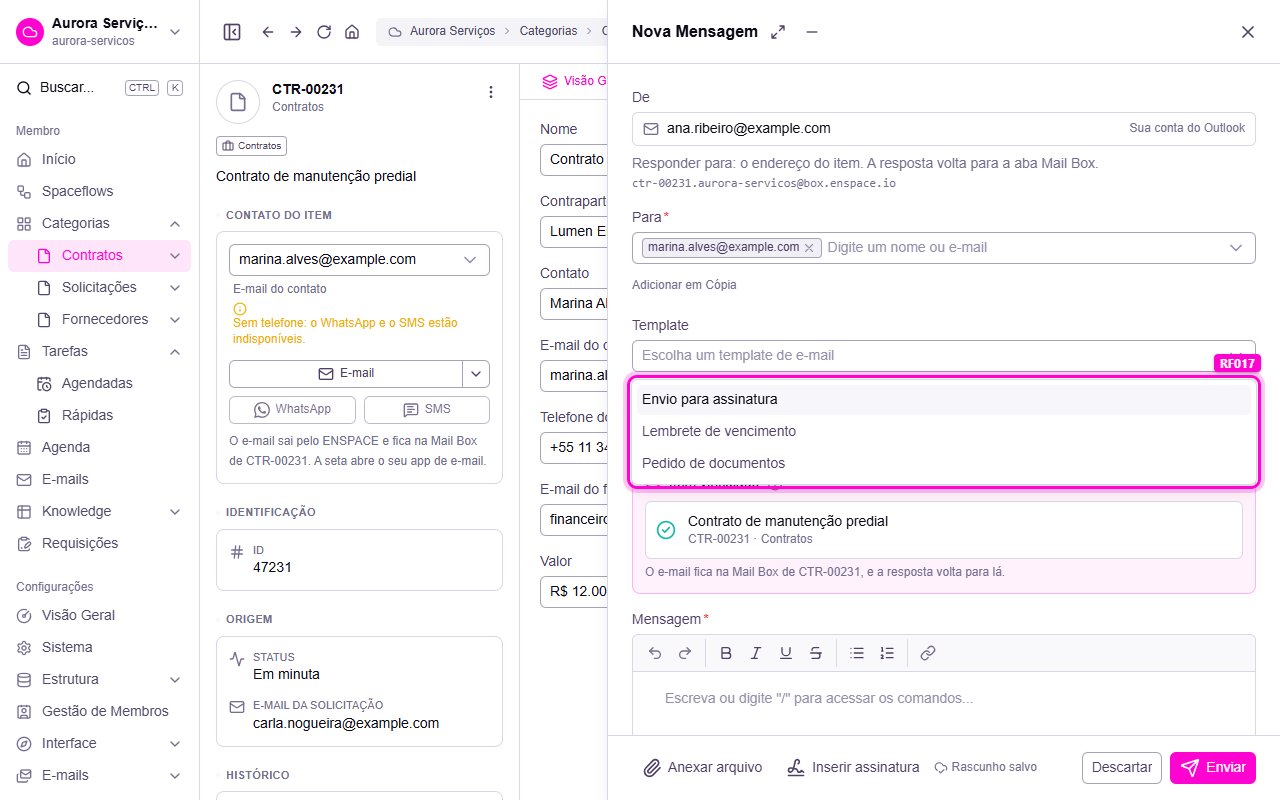 Aurora Serviç...
aurora-servicos
Buscar...
CTRL
K
Membro
Início
Spaceflows
Categorias
Contratos
Solicitações
Fornecedores
Tarefas
Agendadas
Rápidas
Agenda
E-mails
Knowledge
Requisições
Configurações
Visão Geral
Sistema
Estrutura
Gestão de Membros
Interface
E-mails
Aurora Serviços
Categorias
CTR-00231
Contratos
Contratos
Contrato de manutenção predial
CONTATO DO ITEM
marina.alves@example.com
E-mail do contato
Sem telefone: o WhatsApp e o SMS estão
indisponíveis.
E-mail
WhatsApp
SMS
O e-mail sai pelo ENSPACE e fica na Mail Box
de CTR-00231. A seta abre o seu app de e-mail.
IDENTIFICAÇÃO
ID
47231
ORIGEM
STATUS
Em minuta
E-MAIL DA SOLICITAÇÃO
carla.nogueira@example.com
HISTÓRICO
Visão G
Nome
Contrato
Contrapart
Lumen E
Contato
Marina Al
E-mail do c
marina.al
Telefone do
+55 11 34
E-mail do f
financeiro
Valor
R$ 12.00
Nova Mensagem
De
ana.ribeiro@example.com
Sua conta do Outlook
Responder para: o endereço do item. A resposta volta para a aba Mail Box.
ctr-00231.aurora-servicos@box.enspace.io
Para*
marina.alves@example.com
Digite um nome ou e-mail
Adicionar em Cópia
Template
Escolha um template de e-mail
RF017
Envio para assinatura
Lembrete de vencimento
Pedido de documentos
Contrato de manutenção predial
CTR-00231 · Contratos
O e-mail fica na Mail Box de CTR-00231, e a resposta volta para lá.
Mensagem*
Escreva ou digite "/" para acessar os comandos...
Anexar arquivo
Inserir assinatura
Rascunho salvo
Descartar
Enviar